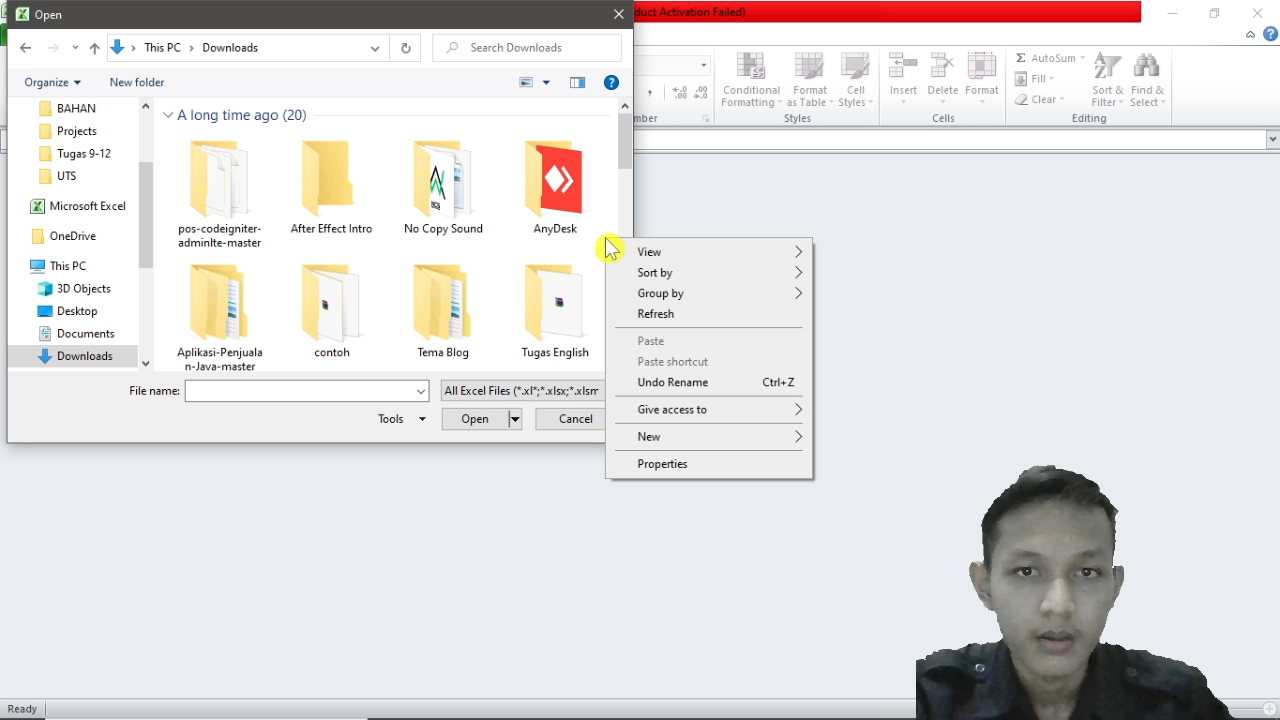 Open
duct Activation Failed)
This PC
Downloads
Search Downloads
Organize
New folder
BAHAN
Projects
Tugas 9-12
UTS
Microsoft Excel
OneDrive
This PC
3D Objects
Desktop
Documents
Downloads
A long time ago (20)
pos-codeigniter-
adminlte-master
After Effect Intro
No Copy Sound
AnyDesk
Aplikasi-Penjuala
n-Java-master
contoh
Tema Blog
Tugas English
File name:
All Excel Files (*.xl*;*.xlsx;*.xlsm
Tools
Open
Cancel
View
Sort by
Group by
Refresh
Paste
Paste shortcut
Undo Rename Ctrl+Z
Give access to
New
Properties
mber
Conditional
Formatting
Format
as Table
Cell
Styles
Styles
Insert
Delete
Format
Cells
AutoSum
Fill
Clear
Sort &
Filter
Find &
Select
Editing
Ready